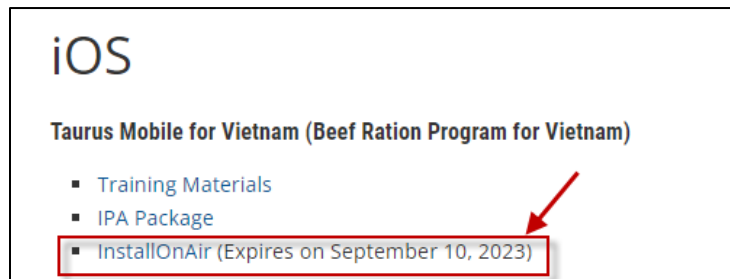 iOS
Taurus Mobile for Vietnam (Beef Ration Program for Vietnam)
Training Materials
IPA Package
InstallOnAir (Expires on September 10, 2023)